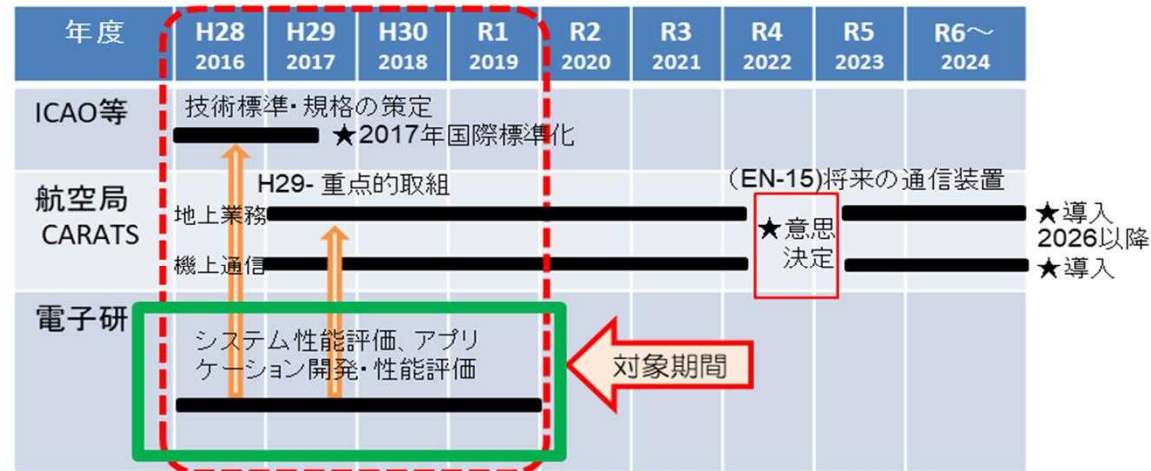 年度 H28 H29 H30 R1 R2 R3 R4 R5 R6～
2016 2017 2018 2019 2020 2021 2022 2023 2024
ICAO等
技術標準・規格の策定
★2017年国際標準化
航空局
CARATS
H29- 重点的取組
(EN-15)将来の通信装置
地上業務
機上通信
★意思
決定
★導入
2026以降
★導入
電子研
システム性能評価、アプリ
ケーション開発・性能評価
対象期間